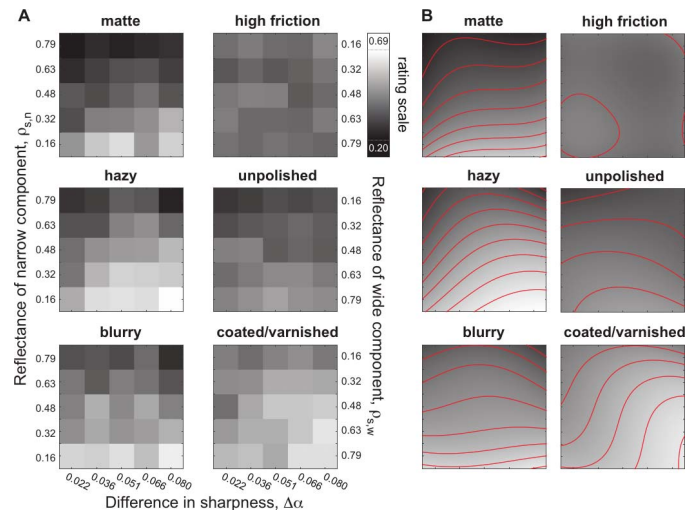 A
B
matte
high friction
matte
high friction
0.79
0.63
0.48
0.32
0.16
0.16
0.32
0.48
0.63
0.79
0.69
0.20
rating scale
hazy
unpolished
hazy
unpolished
0.79
0.63
0.48
0.32
0.16
0.16
0.32
0.48
0.63
0.79
Reflectance of narrow component, ρs,n
Reflectance of wide component, ρs,w
blurry
coated/varnished
blurry
coated/varnished
0.79
0.63
0.48
0.32
0.16
0.16
0.32
0.48
0.63
0.79
0.022
0.036
0.051
0.066
0.080
0.022
0.036
0.051
0.066
0.080
Difference in sharpness, Δα